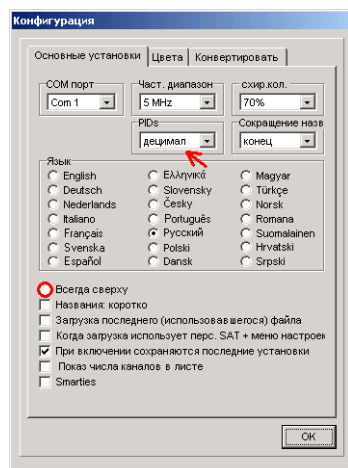 Конфигурация
Основные установки Цвета Конвертировать
COM порт Част. диапазон схир.кол.
Com 1 5 MHz 70%
PIDs Сокращение назв
децимал конец
Язык
English Ελληνικά Magyar
Deutsch Slovensky Türkçe
Nederlands Česky Norsk
Italiano Português Romana
Français Русский Suomalainen
Svenska Polski Hrvatski
Español Dansk Srpski
Всегда сверху
Названия: коротко
Загрузка последнего (использовавшегося) файла
Когда загрузка использует перс. SAT + меню настроек
При включении сохраняются последние установки
Показ числа каналов в листе
Smarties
OK